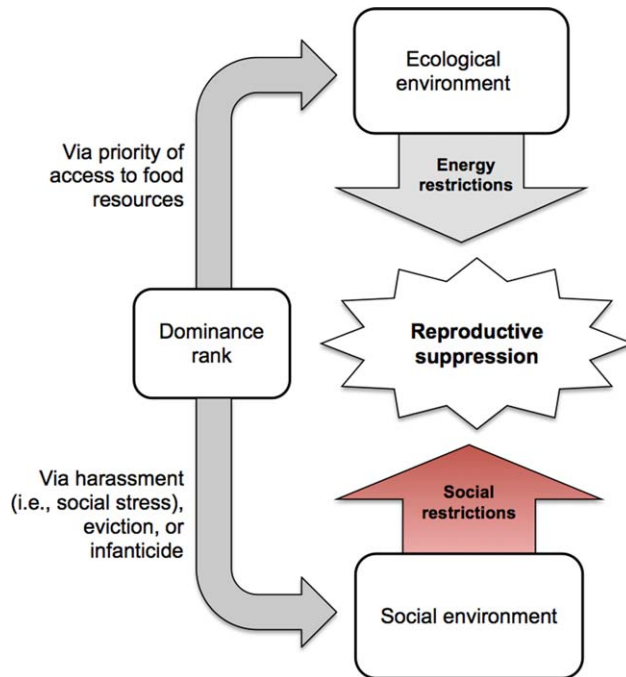 Ecological
environment
Via priority of
access to food
resources
Energy
restrictions
Dominance
rank
Reproductive
suppression
Via harassment
(i.e., social stress),
eviction, or
infanticide
Social
restrictions
Social environment